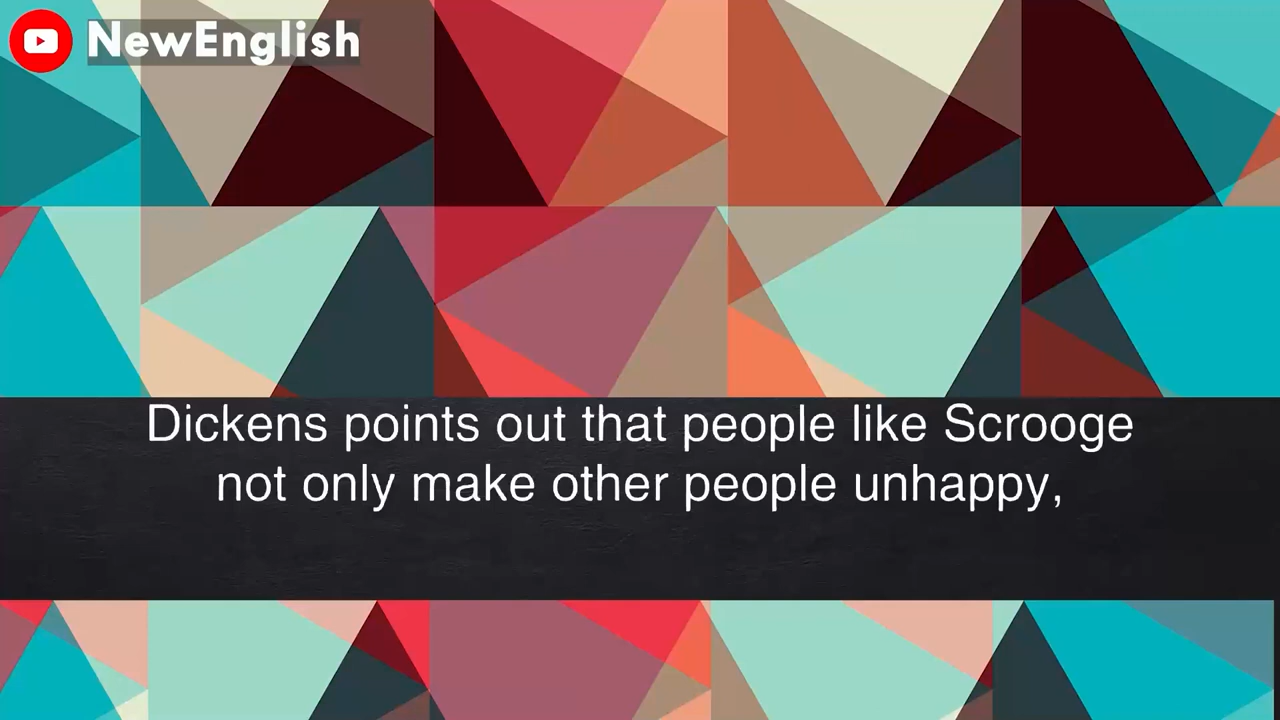 NewEnglish
Dickens points out that people like Scrooge
not only make other people unhappy,